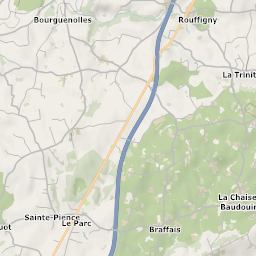 Bourguenolles
Rouffigny
La Trinit
La Chaise
Baudouin
Sainte-Pience
Le Parc
uot
Braffais